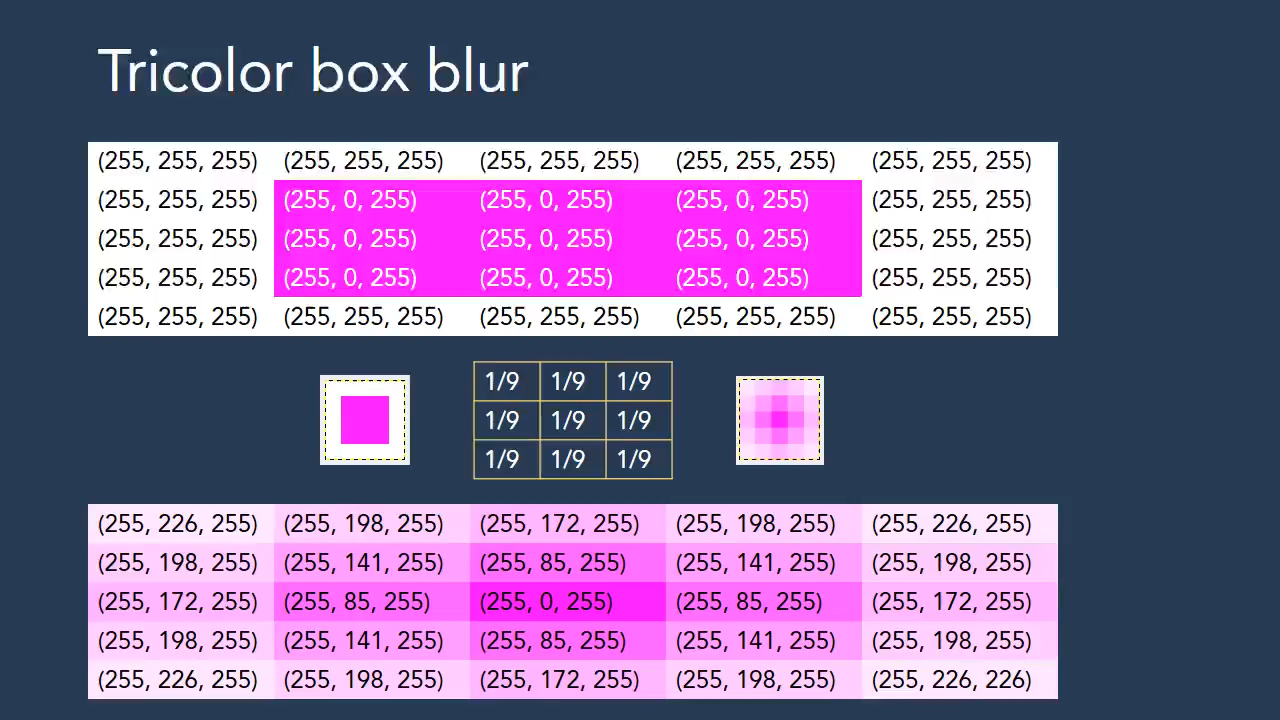 Tricolor box blur
(255, 255, 255) (255, 255, 255) (255, 255, 255) (255, 255, 255) (255, 255, 255)
(255, 255, 255) (255, 0, 255) (255, 0, 255) (255, 0, 255) (255, 255, 255)
(255, 255, 255) (255, 0, 255) (255, 0, 255) (255, 0, 255) (255, 255, 255)
(255, 255, 255) (255, 0, 255) (255, 0, 255) (255, 0, 255) (255, 255, 255)
(255, 255, 255) (255, 255, 255) (255, 255, 255) (255, 255, 255) (255, 255, 255)
1/9 1/9 1/9
1/9 1/9 1/9
1/9 1/9 1/9
(255, 226, 255) (255, 198, 255) (255, 172, 255) (255, 198, 255) (255, 226, 255)
(255, 198, 255) (255, 141, 255) (255, 85, 255) (255, 141, 255) (255, 198, 255)
(255, 172, 255) (255, 85, 255) (255, 0, 255) (255, 85, 255) (255, 172, 255)
(255, 198, 255) (255, 141, 255) (255, 85, 255) (255, 141, 255) (255, 198, 255)
(255, 226, 255) (255, 198, 255) (255, 172, 255) (255, 198, 255) (255, 226, 226)